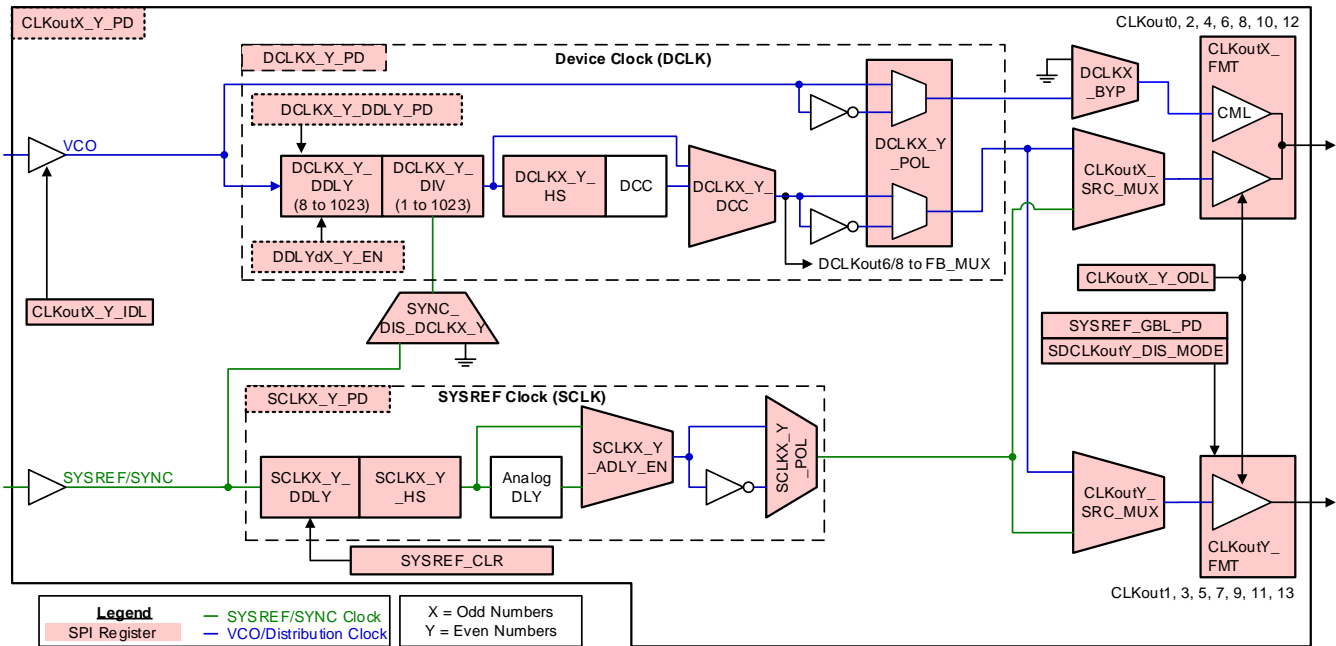 CLKoutX_Y_PD
CLKout0, 2, 4, 6, 8, 10, 12
DCLKX_Y_PD
Device Clock (DCLK)
CLKoutX_
FMT
DCLKX
_BYP
DCLKX_Y_DDLY_PD
CML
VCO
DCLKX_Y_
DDLY
(8 to 1023)
DCLKX_Y_
DIV
(1 to 1023)
DCLKX_Y_
HS
DCC
DCLKX_Y_
DCC
DCLKX_Y_
POL
CLKoutX_
SRC_MUX
DDLYdX_Y_EN
DCLKout6/8 to FB_MUX
CLKoutX_Y_IDL
CLKoutX_Y_ODL
SYNC_
DIS_DCLKX_Y
SYSREF_GBL_PD
SDCLKoutY_DIS_MODE
SCLKX_Y_PD
SYSREF Clock (SCLK)
SYSREF/SYNC
SCLKX_Y_
DDLY
SCLKX_Y
_HS
Analog
DLY
SCLKX_Y
_ADLY_EN
SCLKX_Y
_POL
CLKoutY_
SRC_MUX
CLKoutY_
FMT
SYSREF_CLR
CLKout1, 3, 5, 7, 9, 11, 13
Legend
SPI Register
SYSREF/SYNC Clock
VCO/Distribution Clock
X = Odd Numbers
Y = Even Numbers